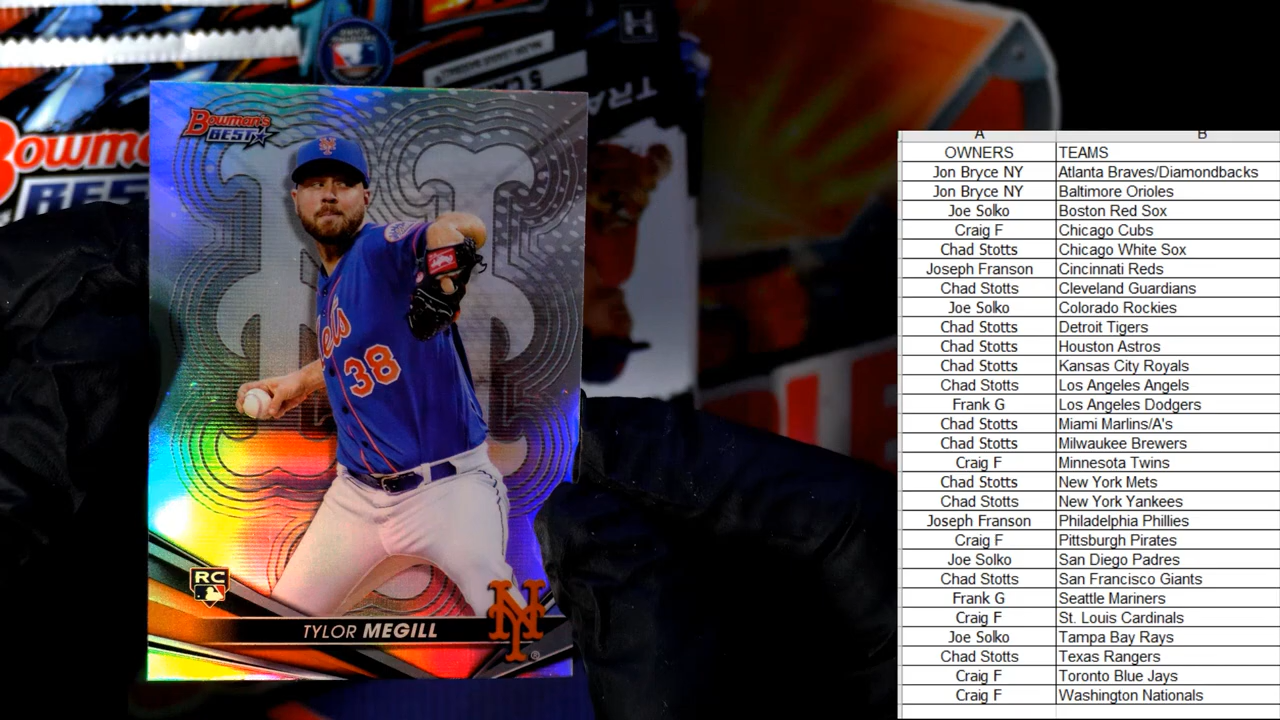 BOWMAN'S
BEST
5 CA
TRA
BOWM
BEST
Mets
38
RC
TYLOR MEGILL
NY
®
A B
OWNERS TEAMS
Jon Bryce NY Atlanta Braves/Diamondbacks
Jon Bryce NY Baltimore Orioles
Joe Solko Boston Red Sox
Craig F Chicago Cubs
Chad Stotts Chicago White Sox
Joseph Franson Cincinnati Reds
Chad Stotts Cleveland Guardians
Joe Solko Colorado Rockies
Chad Stotts Detroit Tigers
Chad Stotts Houston Astros
Chad Stotts Kansas City Royals
Chad Stotts Los Angeles Angels
Frank G Los Angeles Dodgers
Chad Stotts Miami Marlins/A's
Chad Stotts Milwaukee Brewers
Craig F Minnesota Twins
Chad Stotts New York Mets
Chad Stotts New York Yankees
Joseph Franson Philadelphia Phillies
Craig F Pittsburgh Pirates
Joe Solko San Diego Padres
Chad Stotts San Francisco Giants
Frank G Seattle Mariners
Craig F St. Louis Cardinals
Joe Solko Tampa Bay Rays
Chad Stotts Texas Rangers
Craig F Toronto Blue Jays
Craig F Washington Nationals